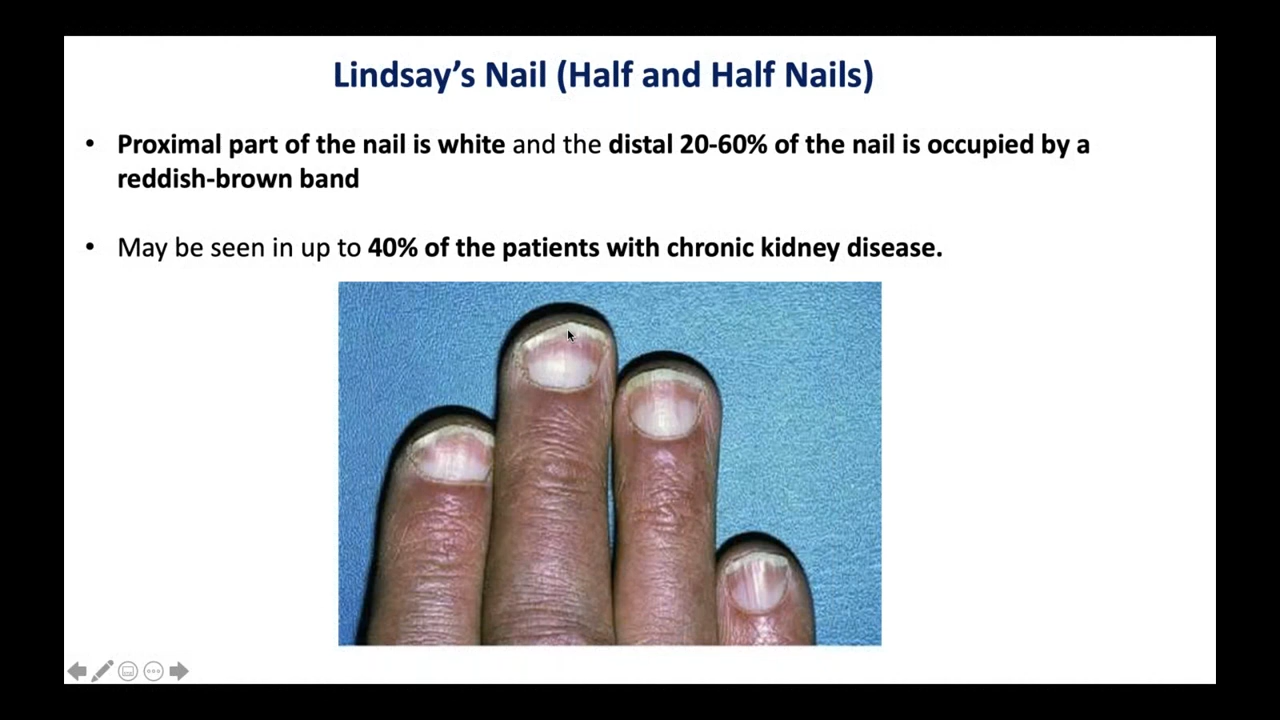 Lindsay’s Nail (Half and Half Nails)
• Proximal part of the nail is white and the distal 20-60% of the nail is occupied by a
reddish-brown band
• May be seen in up to 40% of the patients with chronic kidney disease.